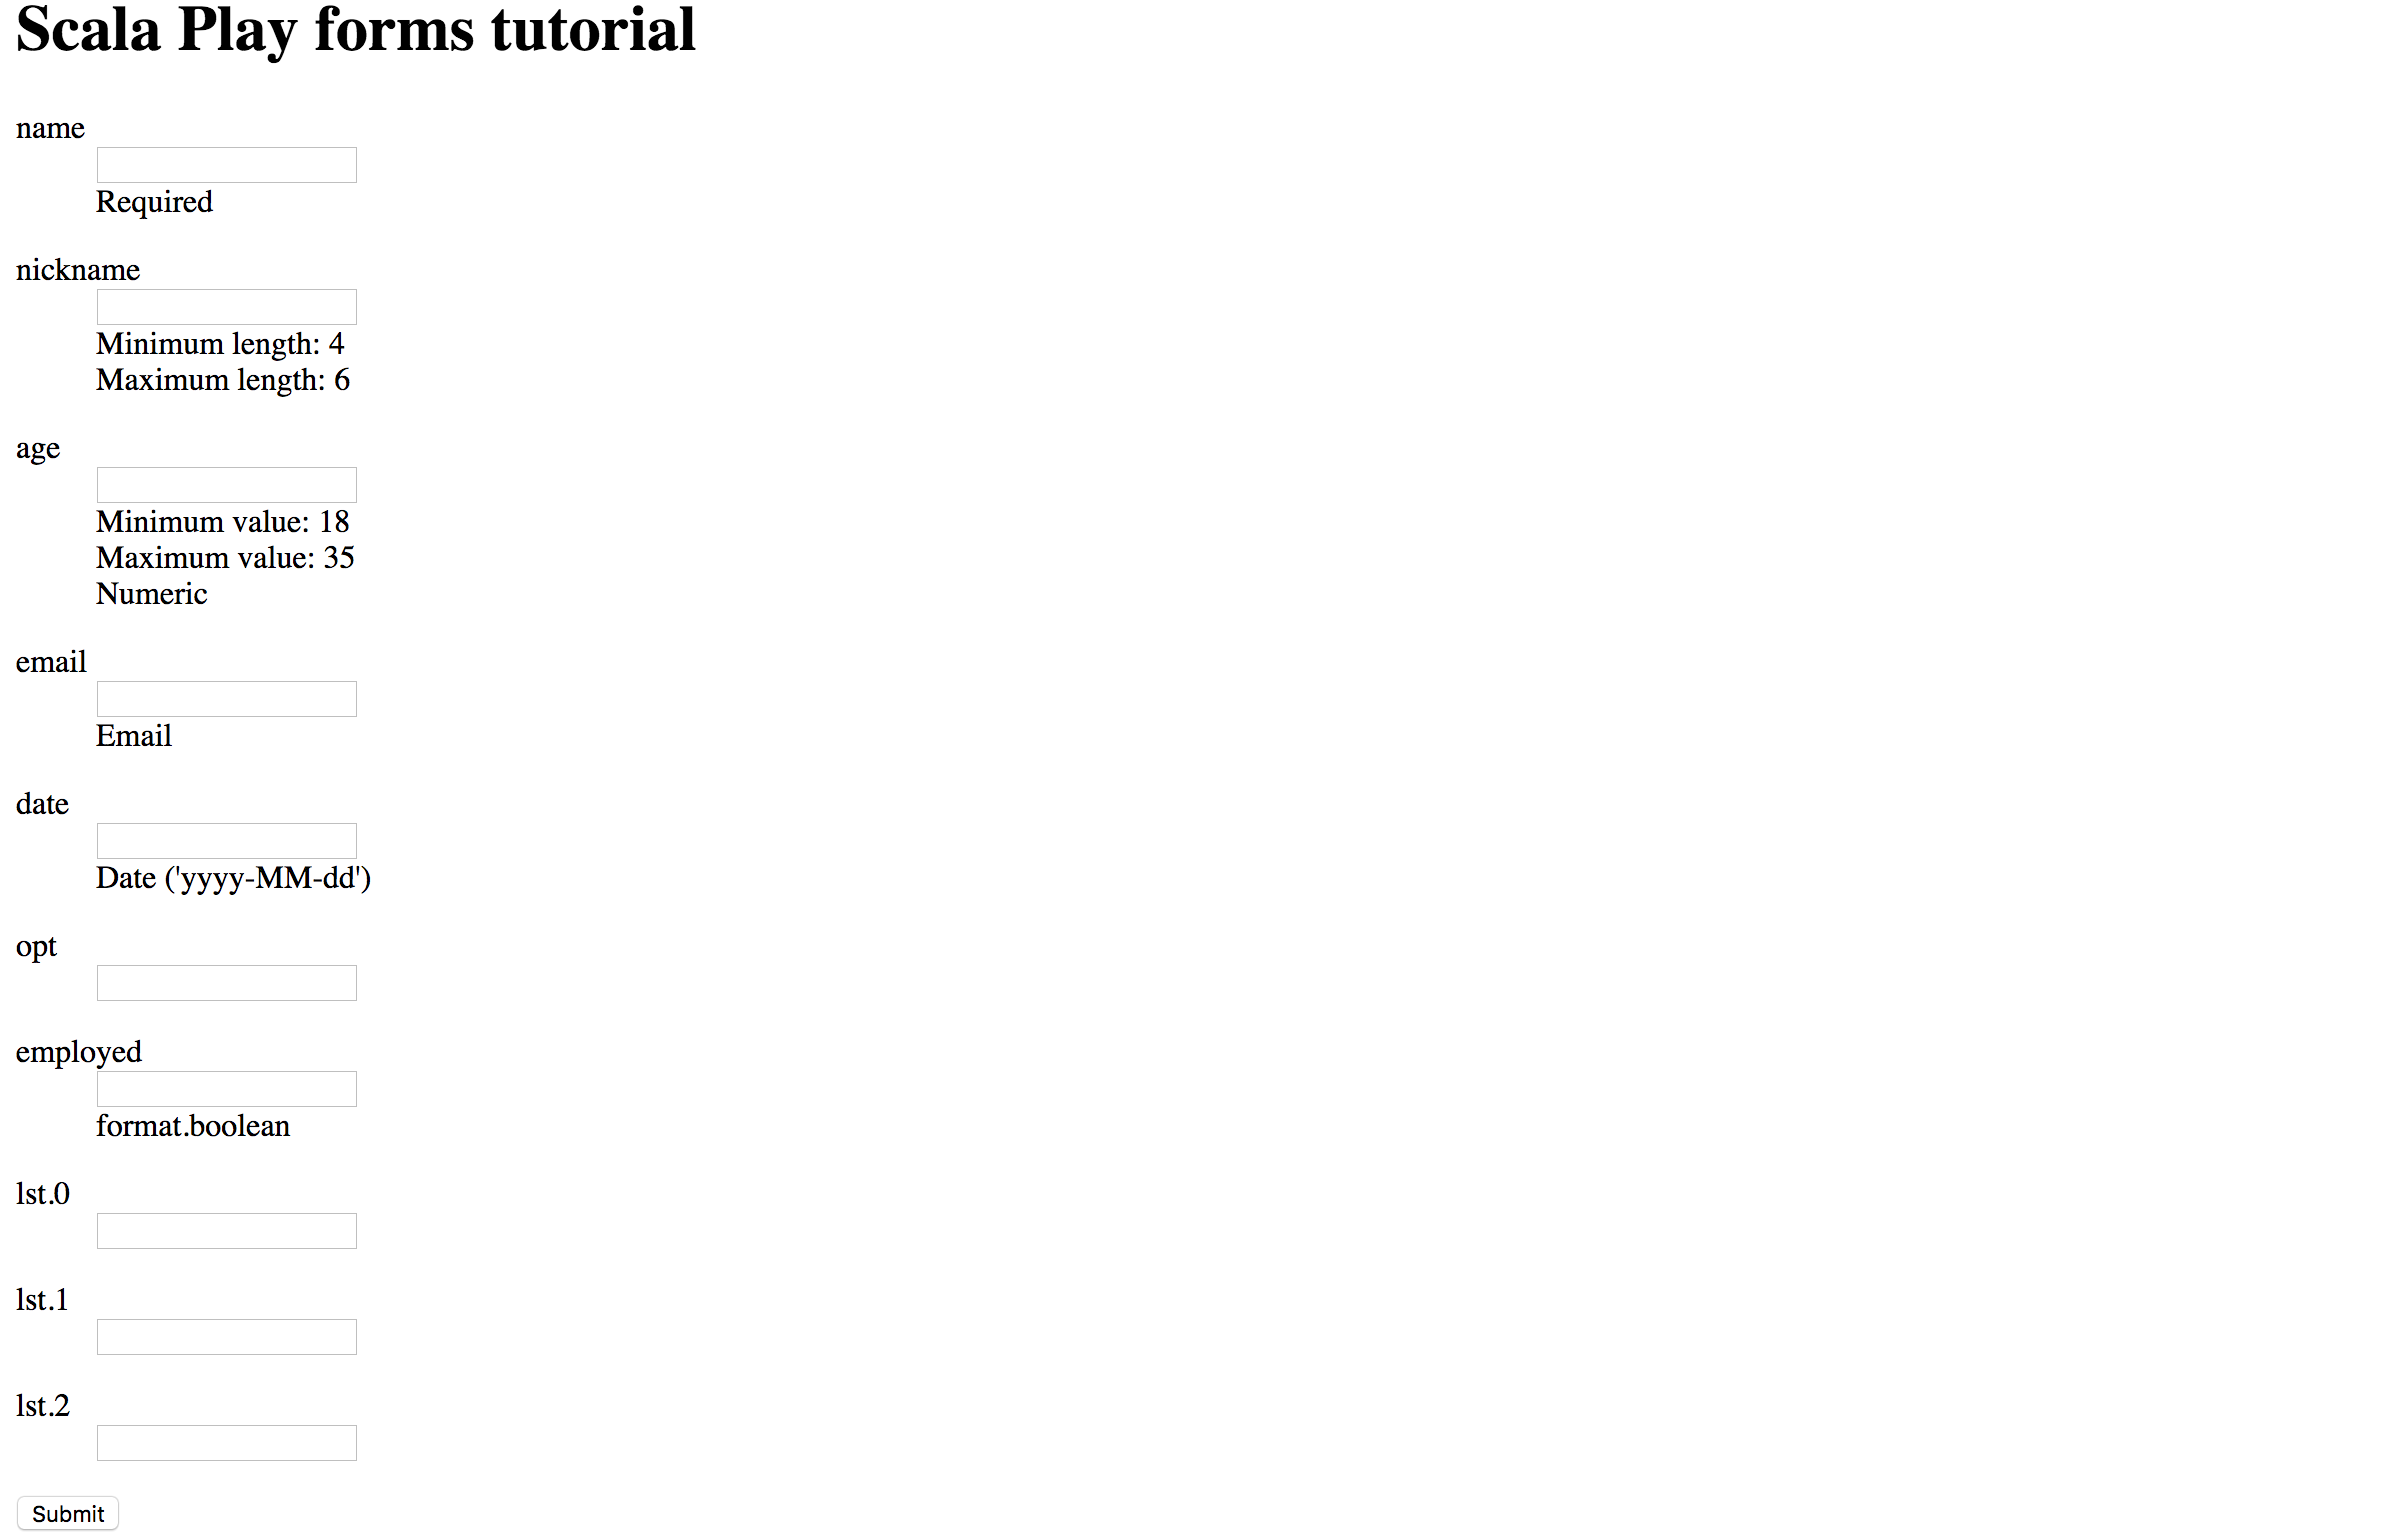 Scala Play forms tutorial
name
Required
nickname
Minimum length: 4
Maximum length: 6
age
Minimum value: 18
Maximum value: 35
Numeric
email
Email
date
Date ('yyyy-MM-dd')
opt
employed
format.boolean
lst.0
lst.1
lst.2
Submit